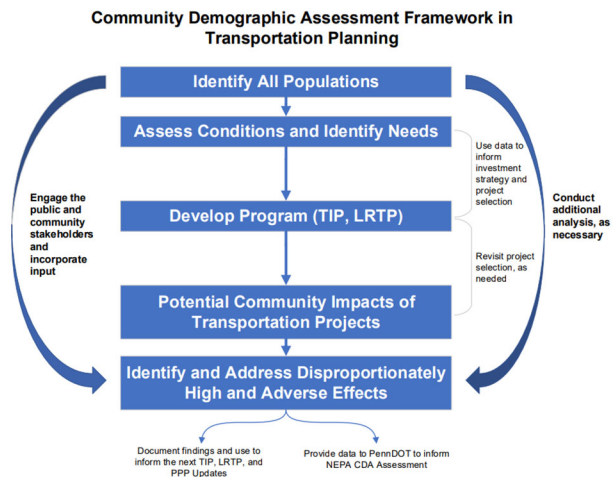 Community Demographic Assessment Framework in
Transportation Planning
Identify All Populations
Assess Conditions and Identify Needs
Use data to
inform
investment
strategy and
project
selection
Engage the
public and
community
stakeholders
and
incorporate
input
Conduct
additional
analysis, as
necessary
Develop Program (TIP, LRTP)
Revisit project
selection, as
needed
Potential Community Impacts of
Transportation Projects
Identify and Address Disproportionately
High and Adverse Effects
Document findings and use to
inform the next TIP, LRTP, and
PPP Updates
Provide data to PennDOT to inform
NEPA CDA Assessment